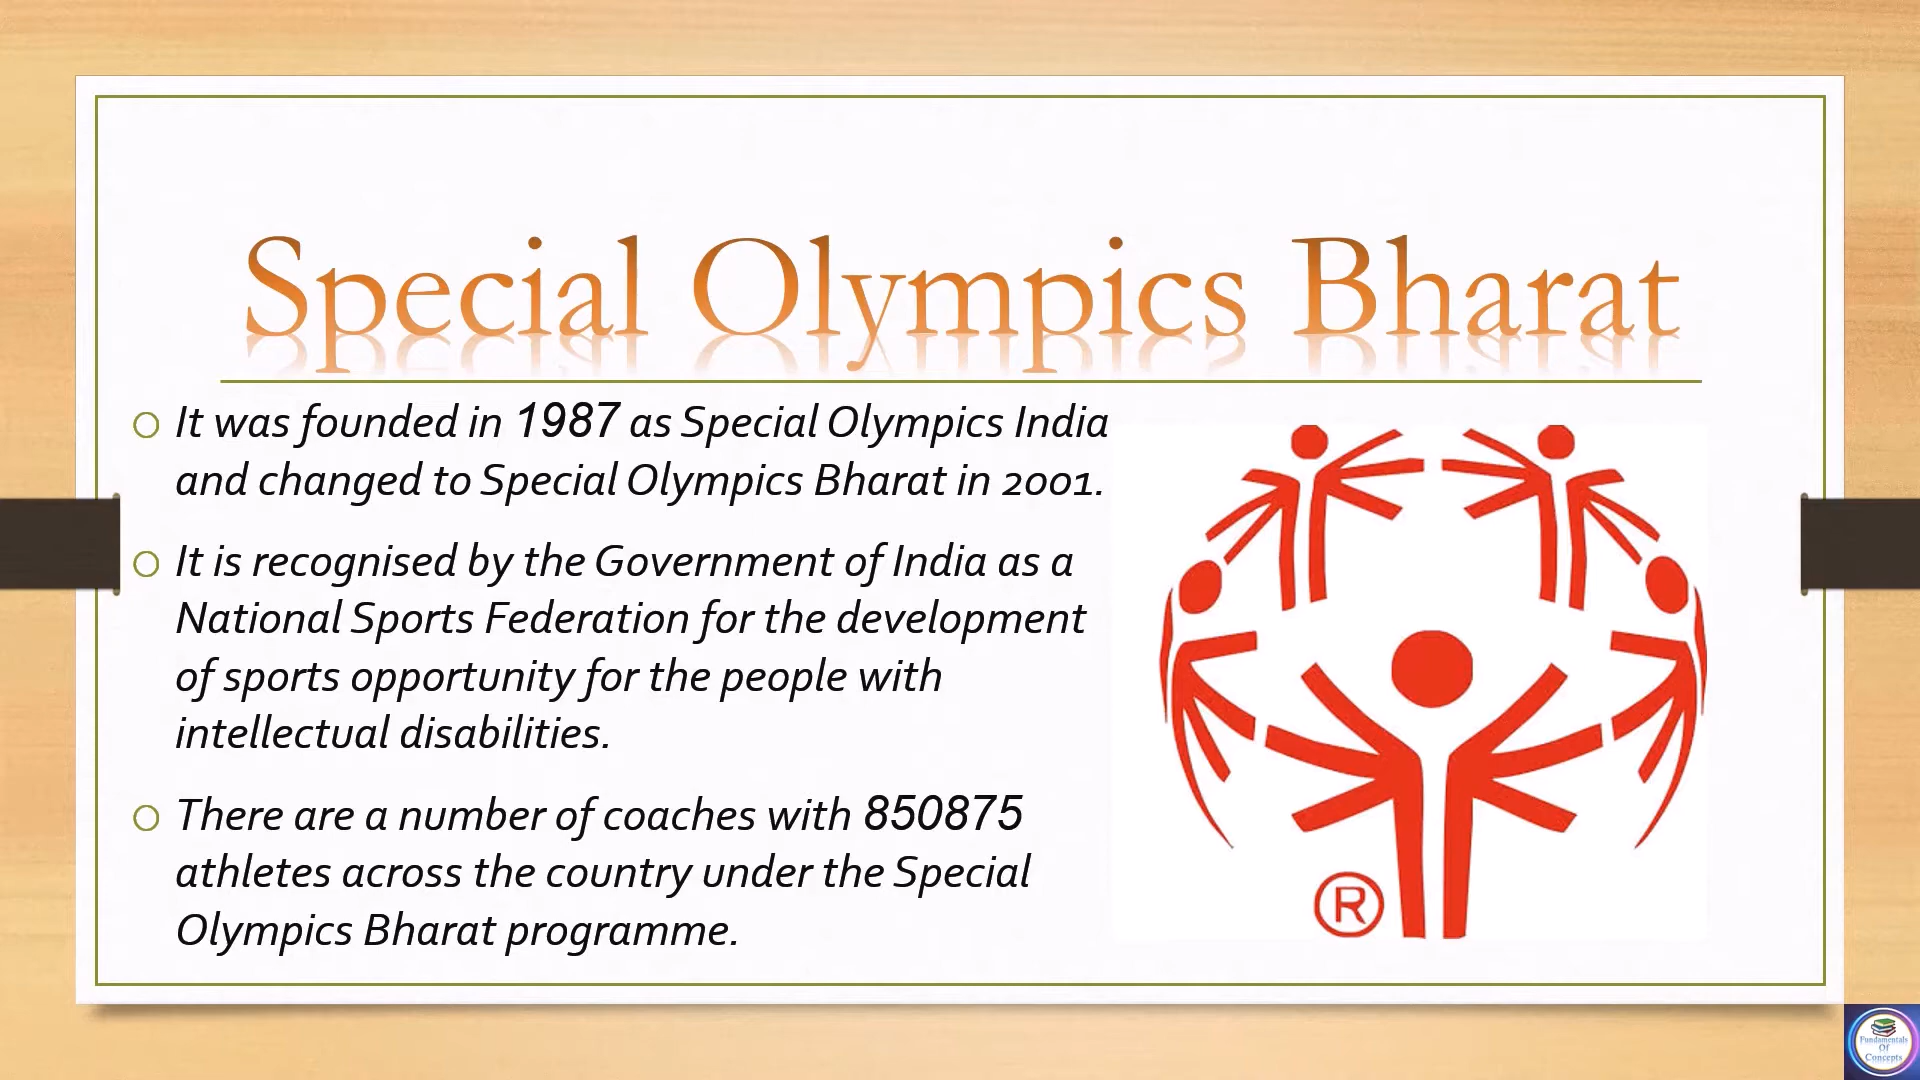 Special Olympics Bharat
It was founded in 1987 as Special Olympics India
and changed to Special Olympics Bharat in 2001.
It is recognised by the Government of India as a
National Sports Federation for the development
of sports opportunity for the people with
intellectual disabilities.
There are a number of coaches with 850875
athletes across the country under the Special
Olympics Bharat programme.
®
Fundamentals
Of
Concepts